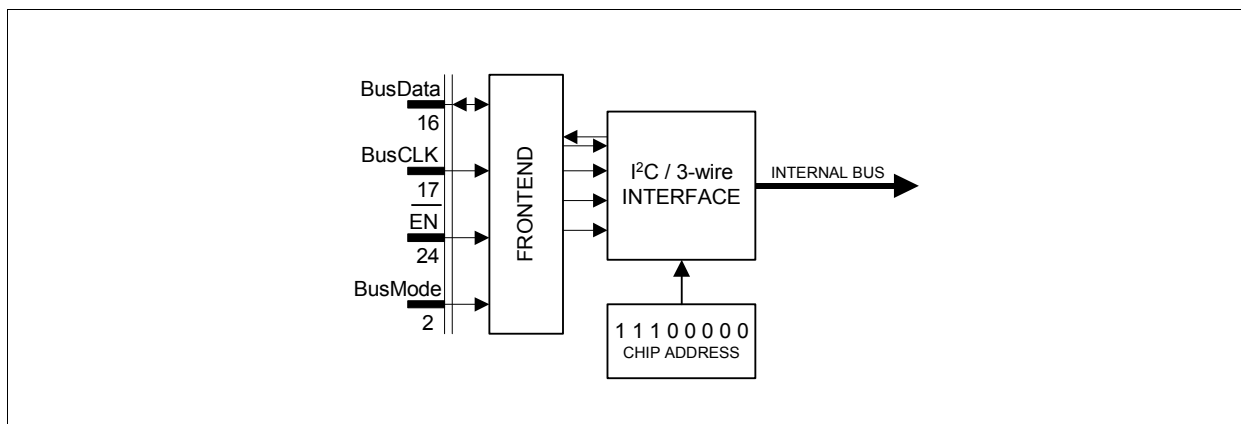 BusData
16
BusCLK
17
EN
24
BusMode
2
FRONTEND
I²C / 3-wire
INTERFACE
INTERNAL BUS
1 1 1 0 0 0 0 0
CHIP ADDRESS